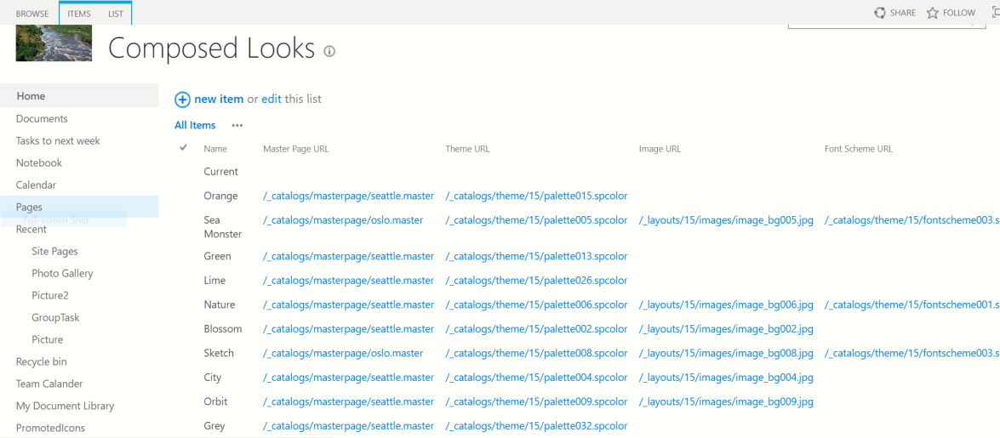 BROWSE ITEMS LIST SHARE FOLLOW
Composed Looks
Home
Documents
Tasks to next week
Notebook
Calendar
Pages
Full-screen Snip
Recent
Site Pages
Photo Gallery
Picture2
GroupTask
Picture
Recycle bin
Team Calander
My Document Library
PromotedIcons
new item or edit this list
All Items ...
Name Master Page URL Theme URL Image URL Font Scheme URL
Current
Orange /_catalogs/masterpage/seattle.master /_catalogs/theme/15/palette015.spcolor
Sea Monster /_catalogs/masterpage/oslo.master /_catalogs/theme/15/palette005.spcolor /_layouts/15/images/image_bg005.jpg /_catalogs/theme/15/fontscheme003.s
Green /_catalogs/masterpage/seattle.master /_catalogs/theme/15/palette013.spcolor
Lime /_catalogs/masterpage/seattle.master /_catalogs/theme/15/palette026.spcolor
Nature /_catalogs/masterpage/seattle.master /_catalogs/theme/15/palette006.spcolor /_layouts/15/images/image_bg006.jpg /_catalogs/theme/15/fontscheme001.s
Blossom /_catalogs/masterpage/seattle.master /_catalogs/theme/15/palette002.spcolor /_layouts/15/images/image_bg002.jpg
Sketch /_catalogs/masterpage/oslo.master /_catalogs/theme/15/palette008.spcolor /_layouts/15/images/image_bg008.jpg /_catalogs/theme/15/fontscheme003.s
City /_catalogs/masterpage/seattle.master /_catalogs/theme/15/palette004.spcolor /_layouts/15/images/image_bg004.jpg
Orbit /_catalogs/masterpage/seattle.master /_catalogs/theme/15/palette009.spcolor /_layouts/15/images/image_bg009.jpg
Grey /_catalogs/masterpage/seattle.master /_catalogs/theme/15/palette032.spcolor